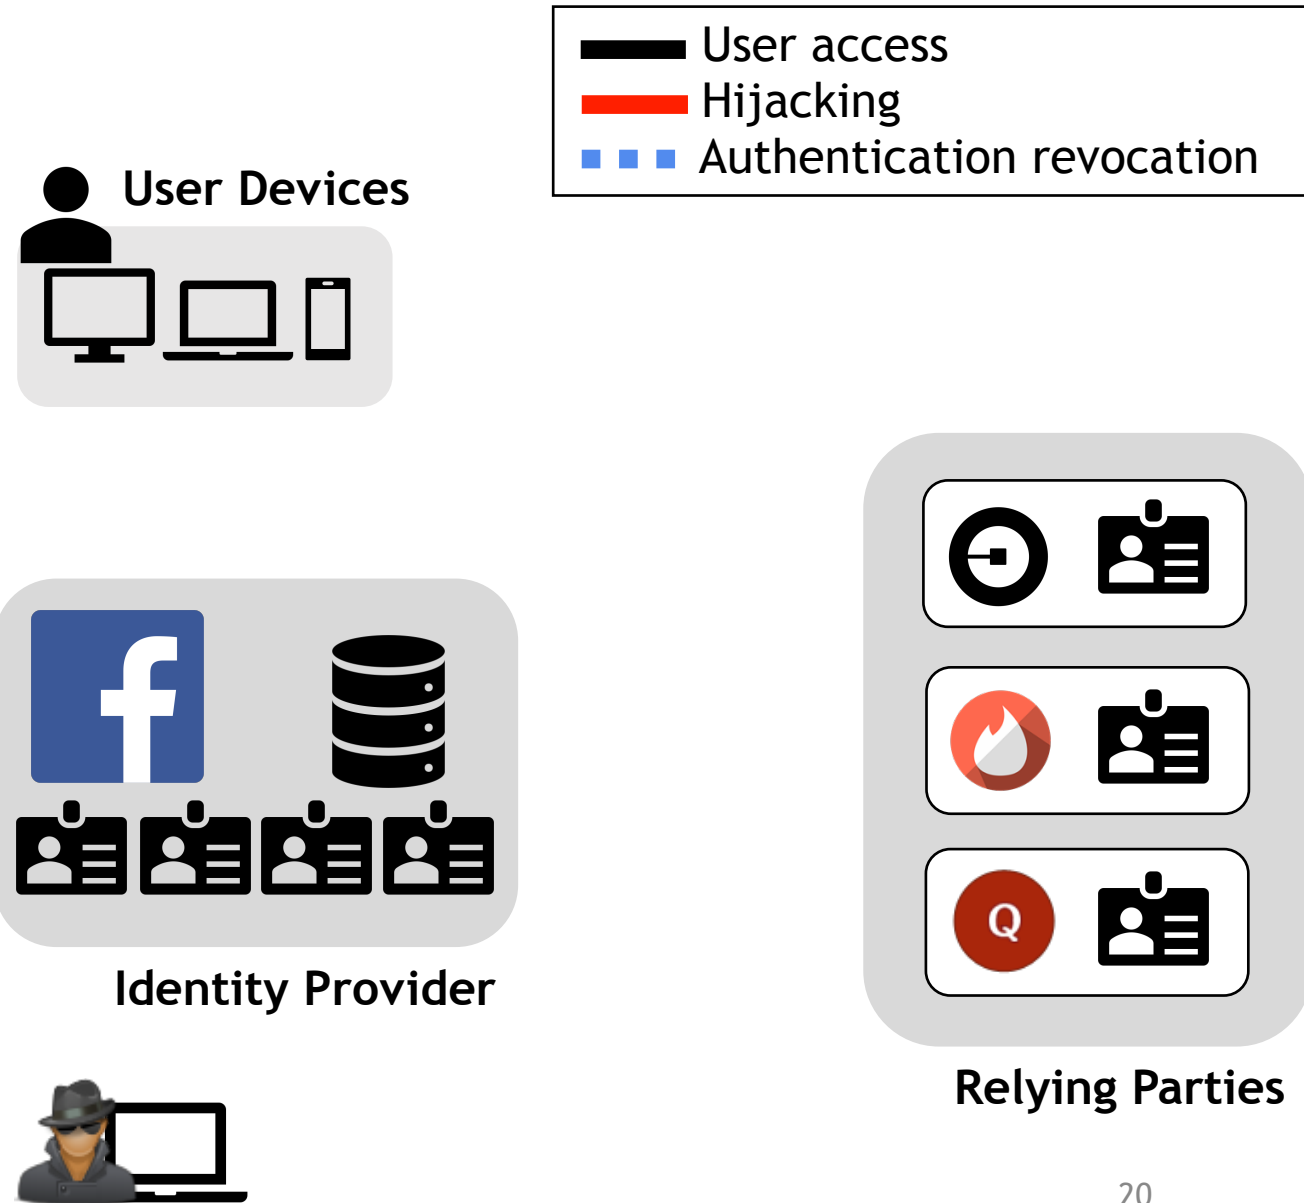 User access
Hijacking
Authentication revocation
User Devices
f
Q
Identity Provider
Relying Parties
20